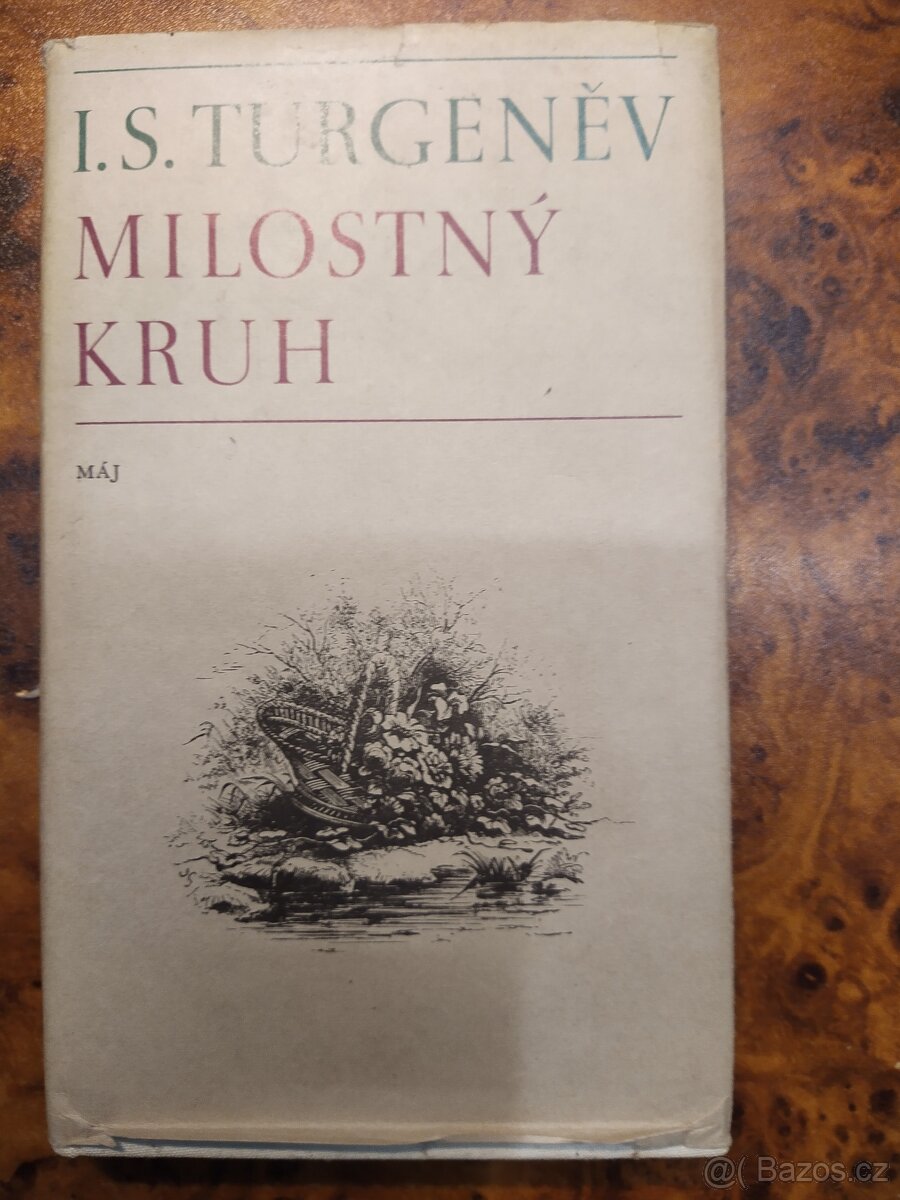 I. S. TURGENĚV
MILOSTNÝ
KRUH
MÁJ
@( Bazos.cz